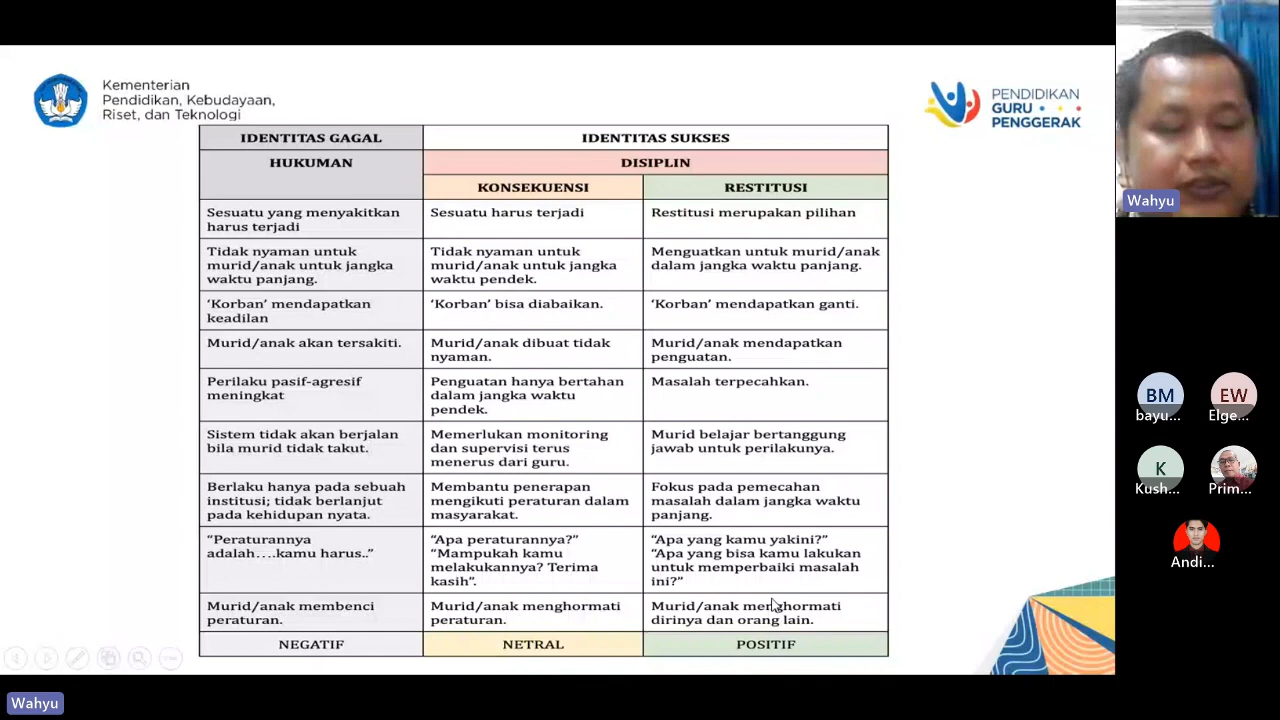 Kementerian
Pendidikan, Kebudayaan,
Riset, dan Teknologi
PENDIDIKAN
GURU
PENGGERAK
IDENTITAS GAGAL
IDENTITAS SUKSES
HUKUMAN
DISIPLIN
KONSEKUENSI
RESTITUSI
Sesuatu yang menyakitkan
harus terjadi
Sesuatu harus terjadi
Restitusi merupakan pilihan
Tidak nyaman untuk
murid/anak untuk jangka
waktu panjang.
Tidak nyaman untuk
murid/anak untuk jangka
waktu pendek.
Menguatkan untuk murid/anak
dalam jangka waktu panjang.
‘Korban’ mendapatkan
keadilan
‘Korban’ bisa diabaikan.
‘Korban’ mendapatkan ganti.
Murid/anak akan tersakiti.
Murid/anak dibuat tidak
nyaman.
Murid/anak mendapatkan
penguatan.
Perilaku pasif-agresif
meningkat
Penguatan hanya bertahan
dalam jangka waktu
pendek.
Masalah terpecahkan.
Sistem tidak akan berjalan
bila murid tidak takut.
Memerlukan monitoring
dan supervisi terus
menerus dari guru.
Murid belajar bertanggung
jawab untuk perilakunya.
Berlaku hanya pada sebuah
institusi; tidak berlanjut
pada kehidupan nyata.
Membantu penerapan
mengikuti peraturan dalam
masyarakat.
Fokus pada pemecahan
masalah dalam jangka waktu
panjang.
“Peraturannya
adalah....kamu harus..”
“Apa peraturannya?”
“Mampukah kamu
melakukannya? Terima
kasih”.
“Apa yang kamu yakini?”
“Apa yang bisa kamu lakukan
untuk memperbaiki masalah
ini?”
Murid/anak membenci
peraturan.
Murid/anak menghormati
peraturan.
Murid/anak menghormati
dirinya dan orang lain.
NEGATIF
NETRAL
POSITIF
Wahyu
BM
EW
bayu...
Elge...
K
Kush...
Prim...
Andi...
Wahyu